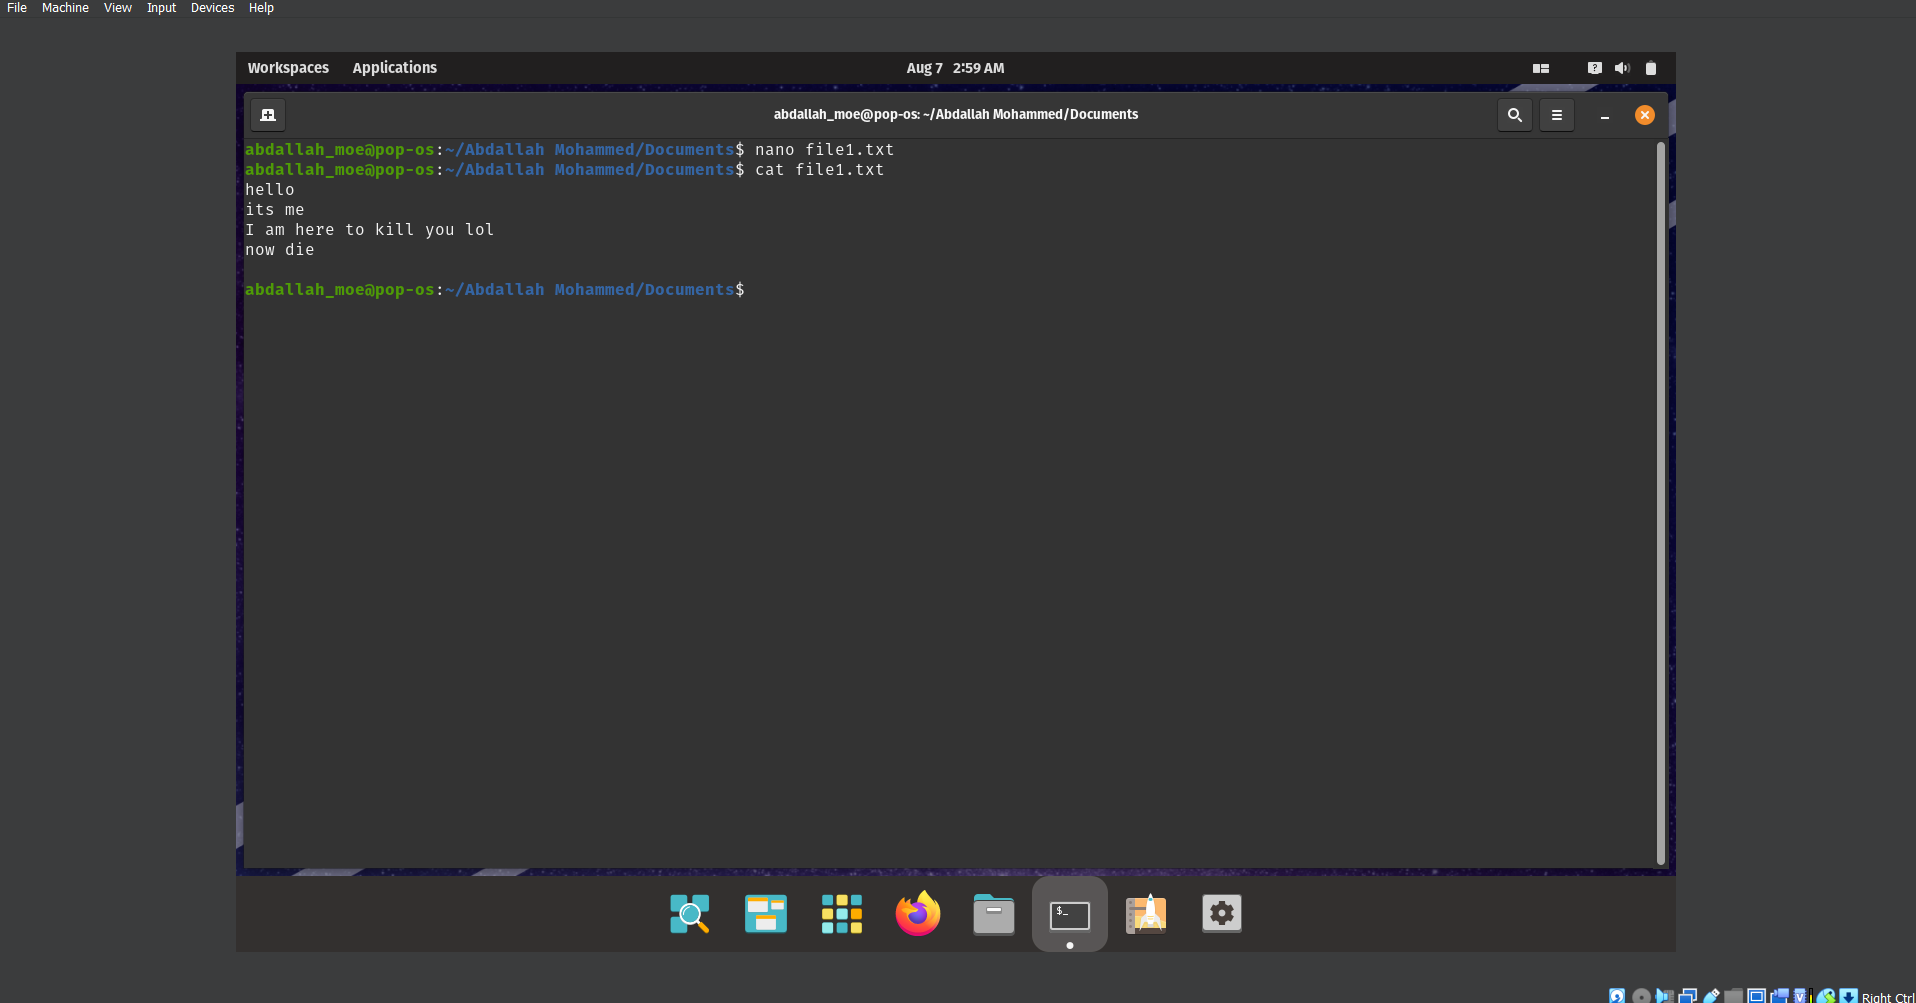 File Machine View Input Devices Help
Workspaces Applications Aug 7 2:59 AM
abdallah_moe@pop-os: ~/Abdallah Mohammed/Documents
abdallah_moe@pop-os:~/Abdallah Mohammed/Documents$ nano file1.txt
abdallah_moe@pop-os:~/Abdallah Mohammed/Documents$ cat file1.txt
hello
its me
I am here to kill you lol
now die
abdallah_moe@pop-os:~/Abdallah Mohammed/Documents$
$_
Right Ctrl